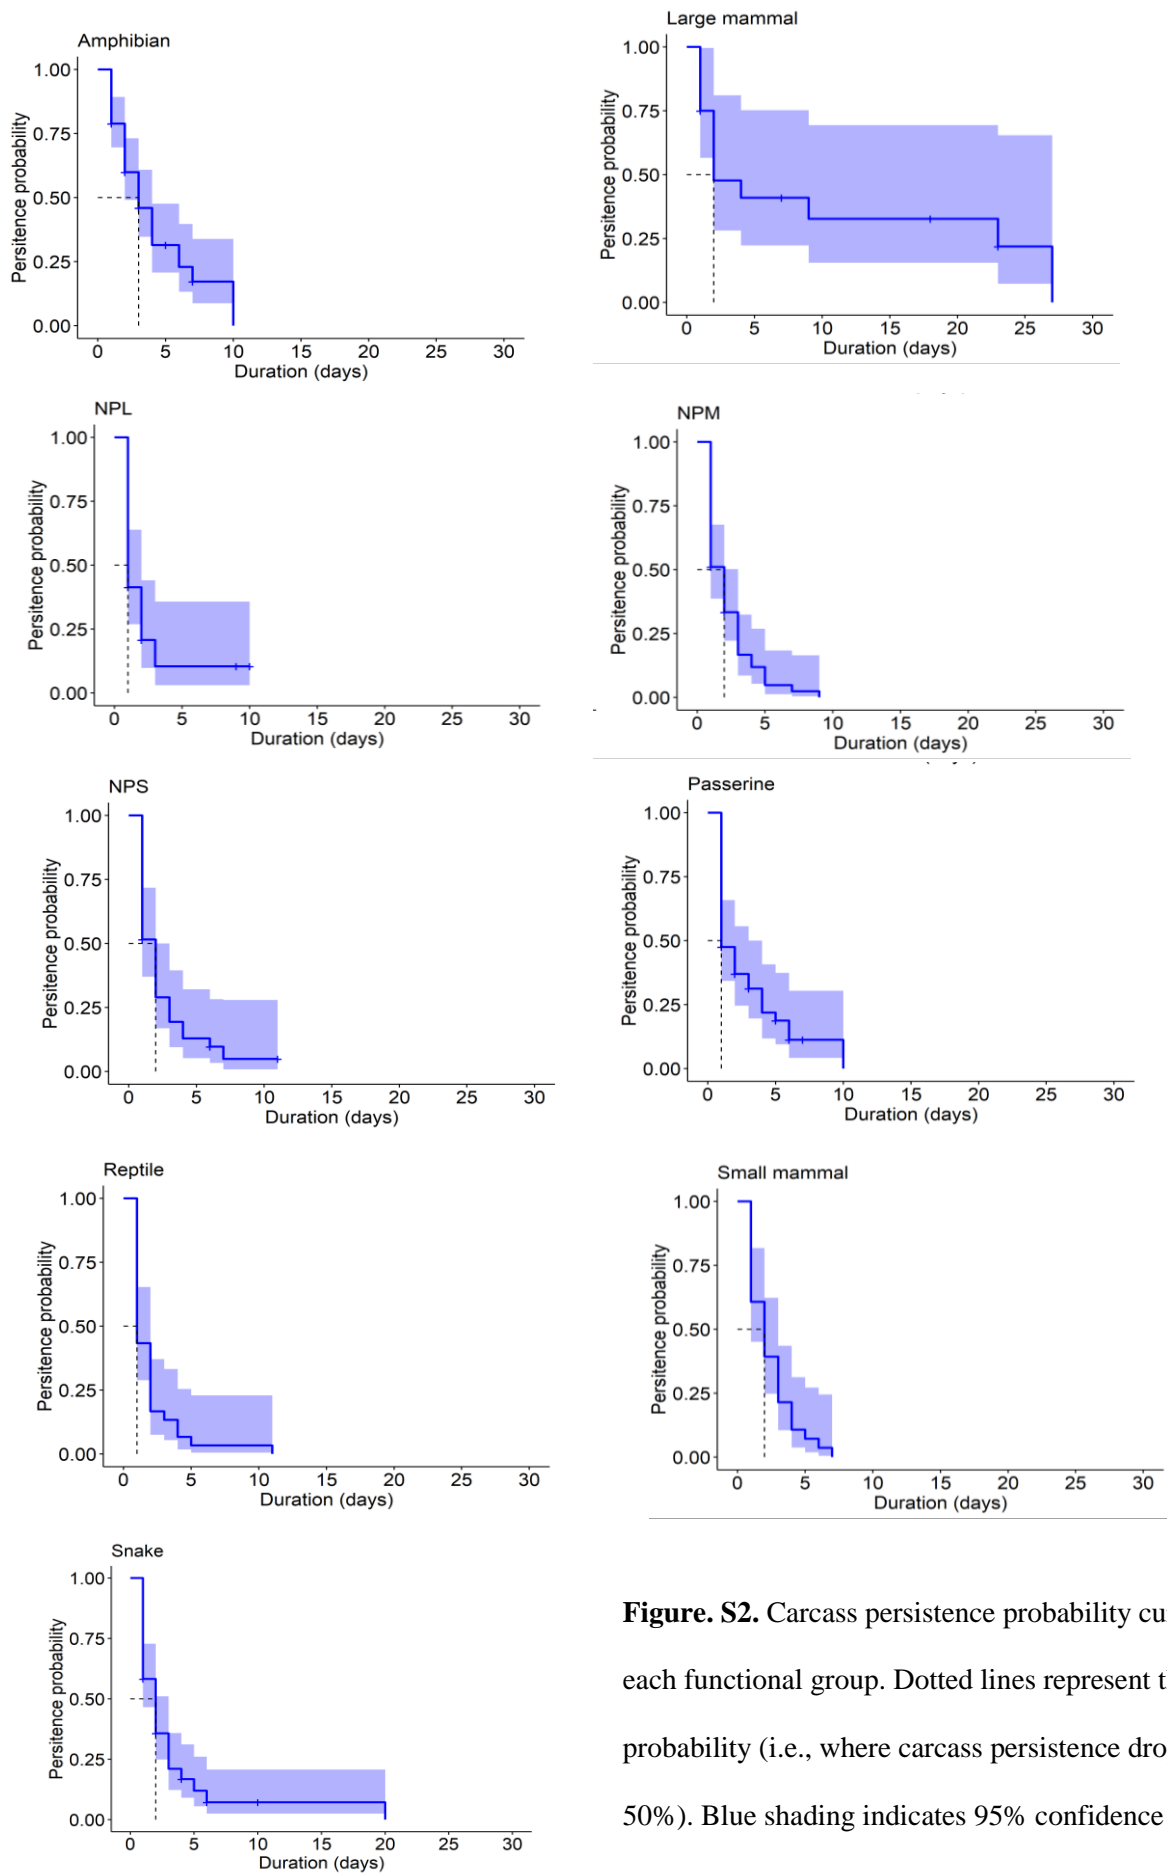 Amphibian
Persitence probability
1.00
0.75
0.50
0.25
0.00
0 5 10 15 20 25 30
Duration (days)
Large mammal
Persitence probability
1.00
0.75
0.50
0.25
0.00
0 5 10 15 20 25 30
Duration (days)
NPL
Persitence probability
1.00
0.75
0.50
0.25
0.00
0 5 10 15 20 25 30
Duration (days)
NPM
Persitence probability
1.00
0.75
0.50
0.25
0.00
0 5 10 15 20 25 30
Duration (days)
NPS
Persitence probability
1.00
0.75
0.50
0.25
0.00
0 5 10 15 20 25 30
Duration (days)
Passerine
Persitence probability
1.00
0.75
0.50
0.25
0.00
0 5 10 15 20 25 30
Duration (days)
Reptile
Persitence probability
1.00
0.75
0.50
0.25
0.00
0 5 10 15 20 25 30
Duration (days)
Small mammal
Persitence probability
1.00
0.75
0.50
0.25
0.00
0 5 10 15 20 25 30
Duration (days)
Snake
Persitence probability
1.00
0.75
0.50
0.25
0.00
0 5 10 15 20 25 30
Duration (days)
Figure. S2. Carcass persistence probability
each functional group. Dotted lines represent
probability (i.e., where carcass persistence
50%). Blue shading indicates 95% confidence